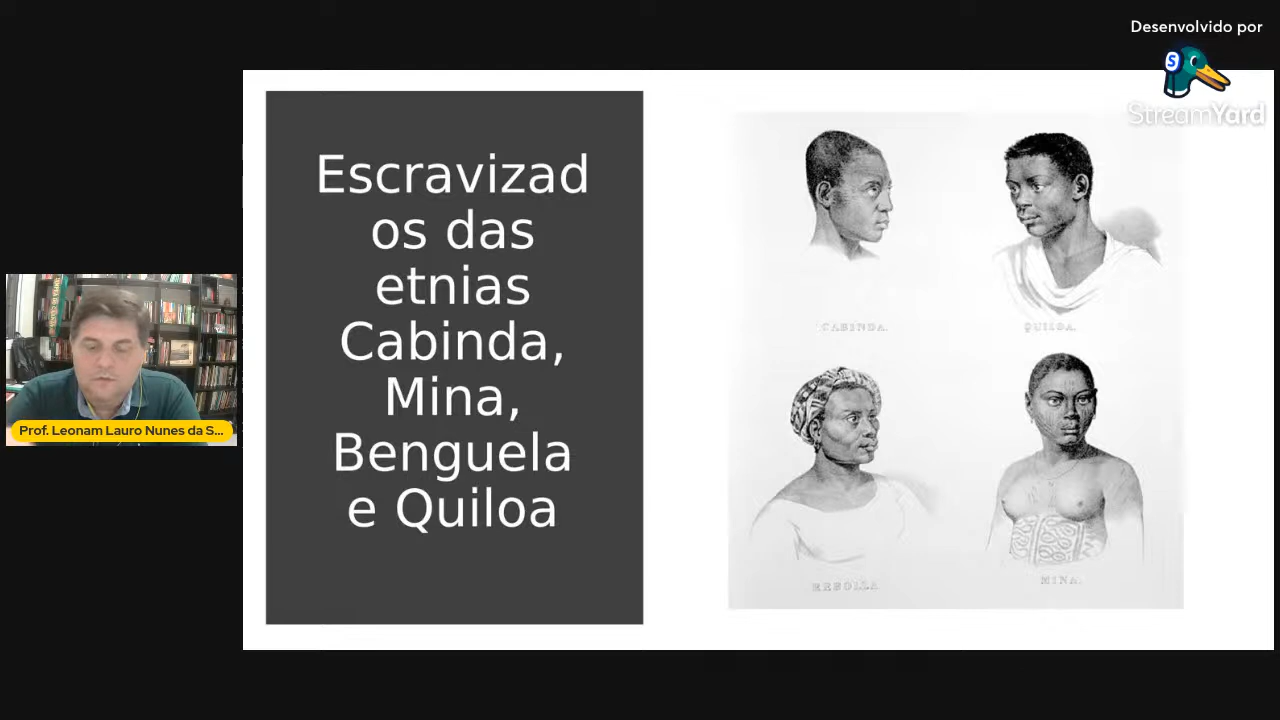 Desenvolvido por
StreamYard
Escravizad
os das
etnias
Cabinda,
Mina,
Benguela
e Quiloa
CABINDA.
QUILOA.
REBOLLA
MINA.
Prof. Leonam Lauro Nunes da S...